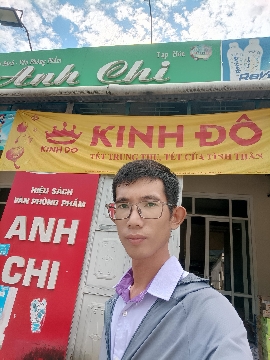 Tạp Hóa
Anh Chi
KINH ĐÔ
KINH ĐÔ
TẾT TRUNG THU, TẾT CỦA TÌNH THÂN
HIỆU SÁCH
VĂN PHÒNG PHẨM
ANH
CHI